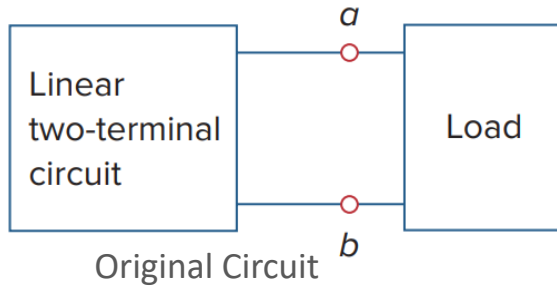 a
Linear
two-terminal
circuit
Load
b
Original Circuit